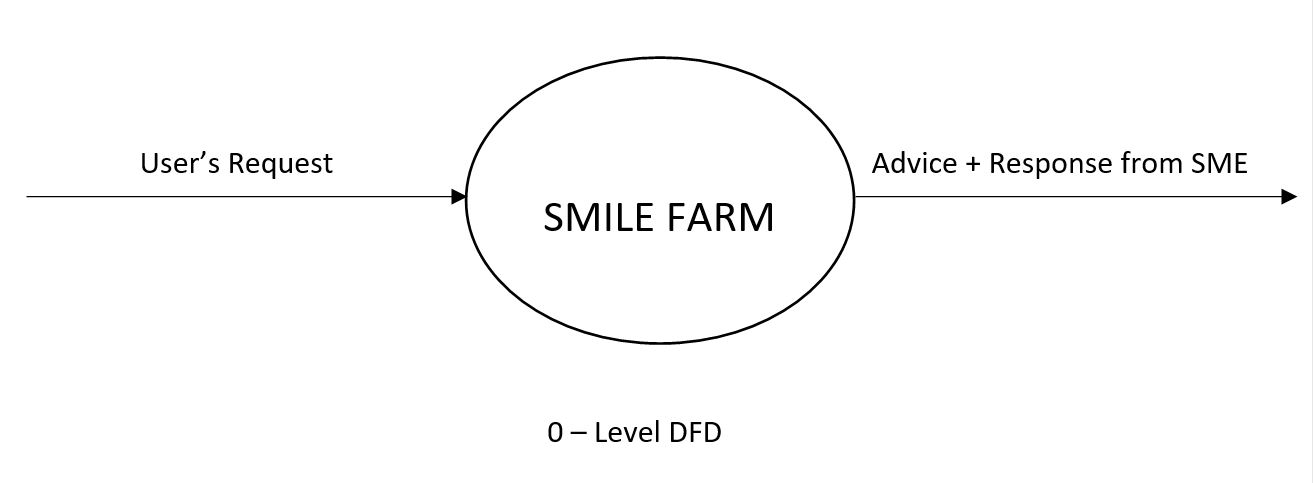 User’s Request
Advice + Response from SME
SMILE FARM
0 – Level DFD